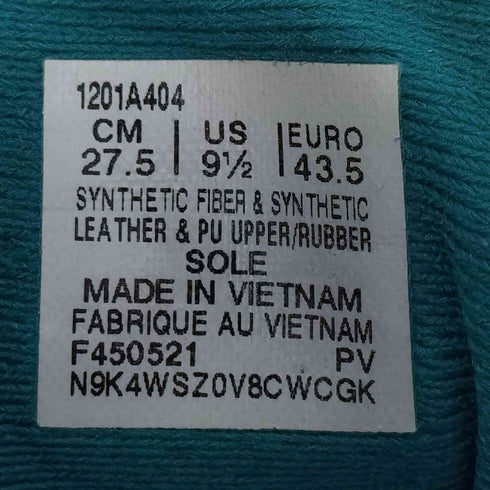 1201A404
CM | US | EURO
27.5 | 9½ | 43.5
SYNTHETIC FIBER & SYNTHETIC
LEATHER & PU UPPER/RUBBER
SOLE
MADE IN VIETNAM
FABRIQUE AU VIETNAM
F450521 PV
N9K4WSZ0V8CWCGK